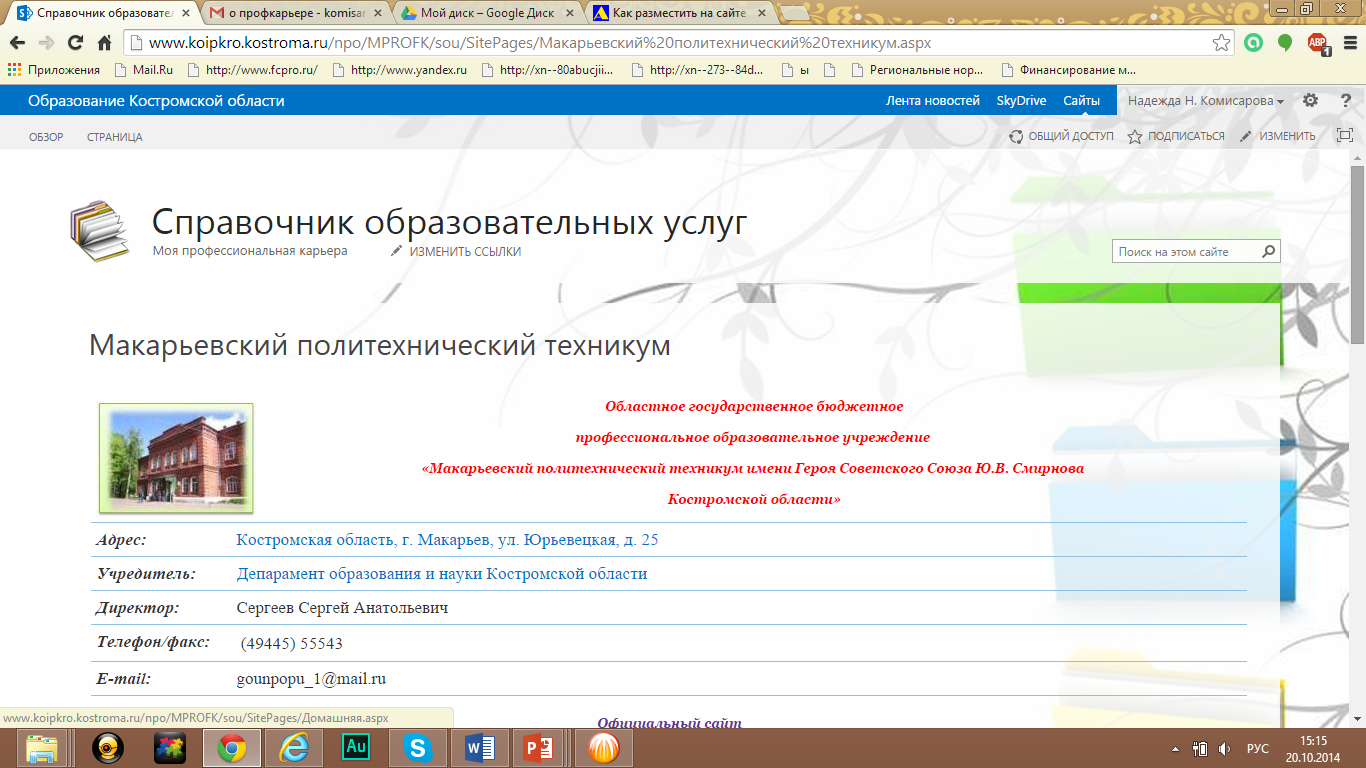 Справочник образовател
о профкарьере - komisar
Мой диск – Google Диск
Как разместить на сайте
www.koipkro.kostroma.ru/npo/MPROFK/sou/SitePages/Макарьевский%20политехнический%20техникум.aspx
ABP 1
Приложения Mail.Ru http://www.fcpro.ru/ http://www.yandex.ru http://xn--80abucjii... http://xn--273--84d... ы Региональные нор... Финансирование м...
Образование Костромской области Лента новостей SkyDrive Сайты Надежда Н. Комисарова ?
ОБЗОР СТРАНИЦА ОБЩИЙ ДОСТУП ПОДПИСАТЬСЯ ИЗМЕНИТЬ
Справочник образовательных услуг
Моя профессиональная карьера ИЗМЕНИТЬ ССЫЛКИ Поиск на этом сайте
Макарьевский политехнический техникум
Областное государственное бюджетное
профессиональное образовательное учреждение
«Макарьевский политехнический техникум имени Героя Советского Союза Ю.В. Смирнова
Костромской области»
Адрес: Костромская область, г. Макарьев, ул. Юрьевецкая, д. 25
Учредитель: Депарамент образования и науки Костромской области
Директор: Сергеев Сергей Анатольевич
Телефон/факс: (49445) 55543
E-mail: gounpopu_1@mail.ru
Официальный сайт
www.koipkro.kostroma.ru/npo/MPROFK/sou/SitePages/Домашняя.aspx
Au РУС 15:15
20.10.2014